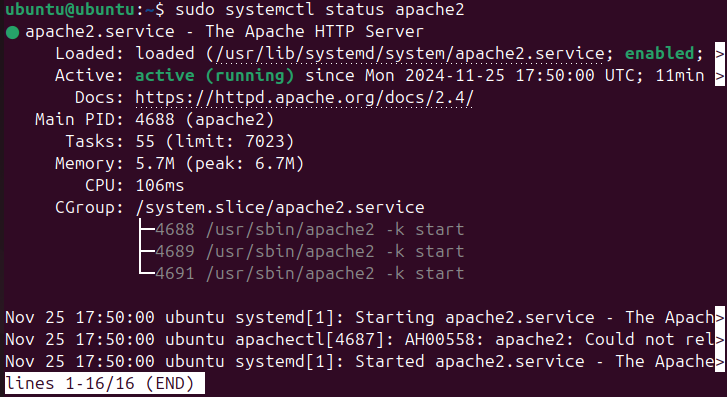 ubuntu@ubuntu:~$ sudo systemctl status apache2
● apache2.service - The Apache HTTP Server
     Loaded: loaded (/usr/lib/systemd/system/apache2.service; enabled; >
     Active: active (running) since Mon 2024-11-25 17:50:00 UTC; 11min >
       Docs: https://httpd.apache.org/docs/2.4/
   Main PID: 4688 (apache2)
      Tasks: 55 (limit: 7023)
     Memory: 5.7M (peak: 6.7M)
        CPU: 106ms
     CGroup: /system.slice/apache2.service
             ├─4688 /usr/sbin/apache2 -k start
             ├─4689 /usr/sbin/apache2 -k start
             └─4691 /usr/sbin/apache2 -k start

Nov 25 17:50:00 ubuntu systemd[1]: Starting apache2.service - The Apach>
Nov 25 17:50:00 ubuntu apachectl[4687]: AH00558: apache2: Could not rel>
Nov 25 17:50:00 ubuntu systemd[1]: Started apache2.service - The Apache>
lines 1-16/16 (END)